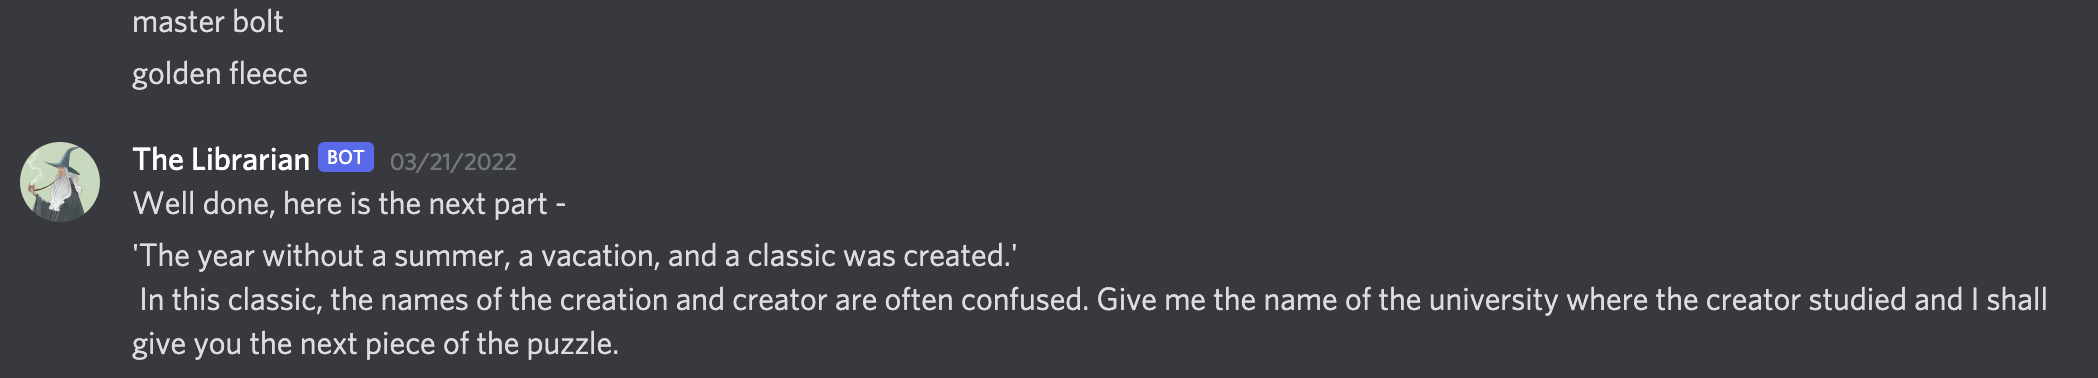 master bolt
golden fleece
The Librarian BOT 03/21/2022
Well done, here is the next part -
'The year without a summer, a vacation, and a classic was created.'
In this classic, the names of the creation and creator are often confused. Give me the name of the university where the creator studied and I shall
give you the next piece of the puzzle.